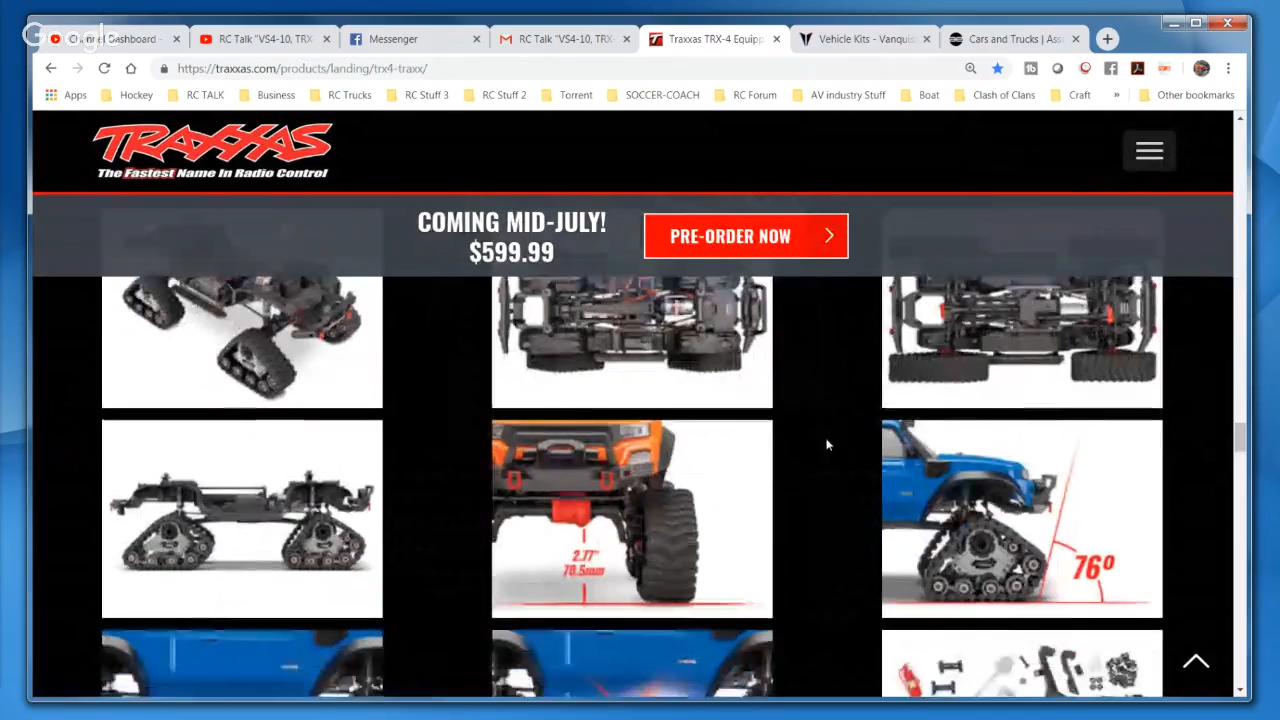 Google
Channel Dashboard -
RC Talk "VS4-10, TRX-
Messenger
Talk "VS4-10, TRX-
Traxxas TRX-4 Equipp
Vehicle Kits - Vanquis
Cars and Trucks | Ass
https://traxxas.com/products/landing/trx4-traxx/
Apps
Hockey
RC TALK
Business
RC Trucks
RC Stuff 3
RC Stuff 2
Torrent
SOCCER-COACH
RC Forum
AV industry Stuff
Boat
Clash of Clans
Craft
»
Other bookmarks
TRAXXAS
The Fastest Name In Radio Control
COMING MID-JULY!
$599.99
PRE-ORDER NOW
2.77"
70.5mm
76º